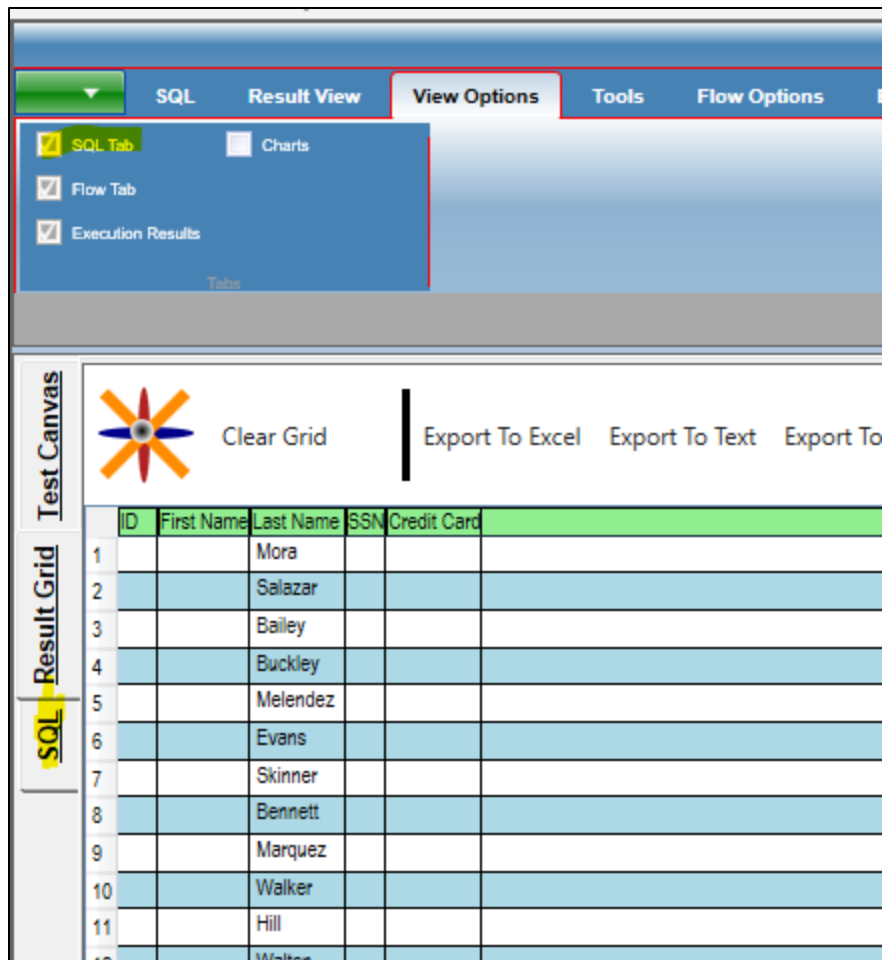 SQL Result View View Options Tools Flow Options
SQL Tab Charts
Flow Tab
Execution Results
Tabs
Test Canvas
Result Grid
SQL
Clear Grid Export To Excel Export To Text Export To
ID First Name Last Name SSN Credit Card
1 Mora
2 Salazar
3 Bailey
4 Buckley
5 Melendez
6 Evans
7 Skinner
8 Bennett
9 Marquez
10 Walker
11 Hill
12 Walton